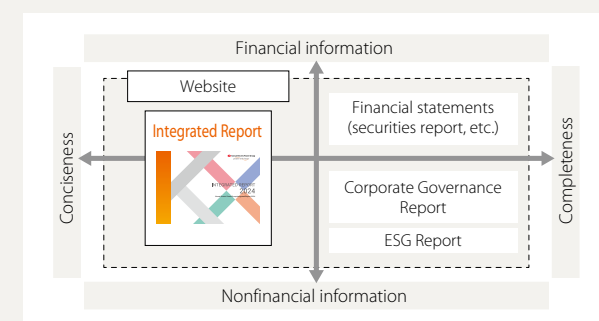 Financial information
Website
Integrated Report
INTEGRATED REPORT
2024
Financial statements
(securities report, etc.)
Conciseness
Completeness
Corporate Governance
Report
ESG Report
Nonfinancial information